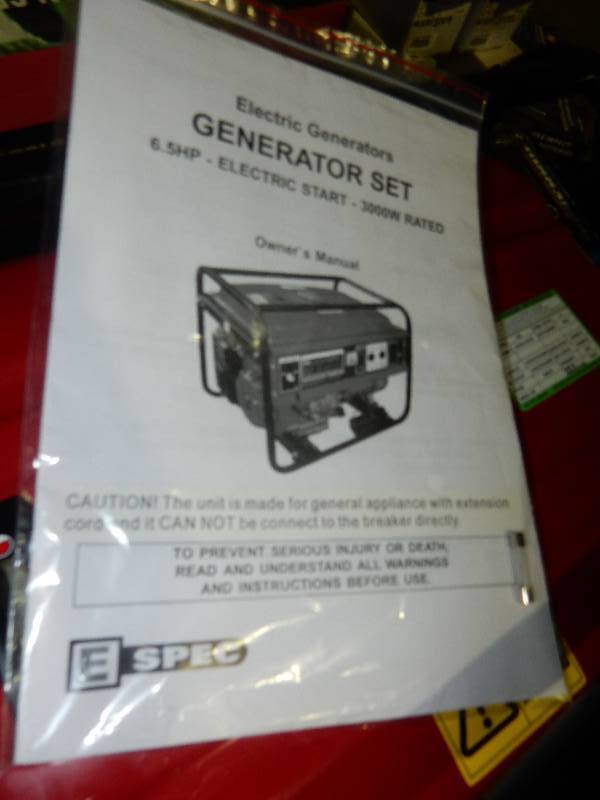 Electric Generators
GENERATOR SET
6.5HP - ELECTRIC START - 3000W RATED
Owner's Manual
CAUTION! The unit is made for general appliance with extension
cord and it CAN NOT be connect to the breaker directly.
TO PREVENT SERIOUS INJURY OR DEATH,
READ AND UNDERSTAND ALL WARNINGS
AND INSTRUCTIONS BEFORE USE.
E SPEC